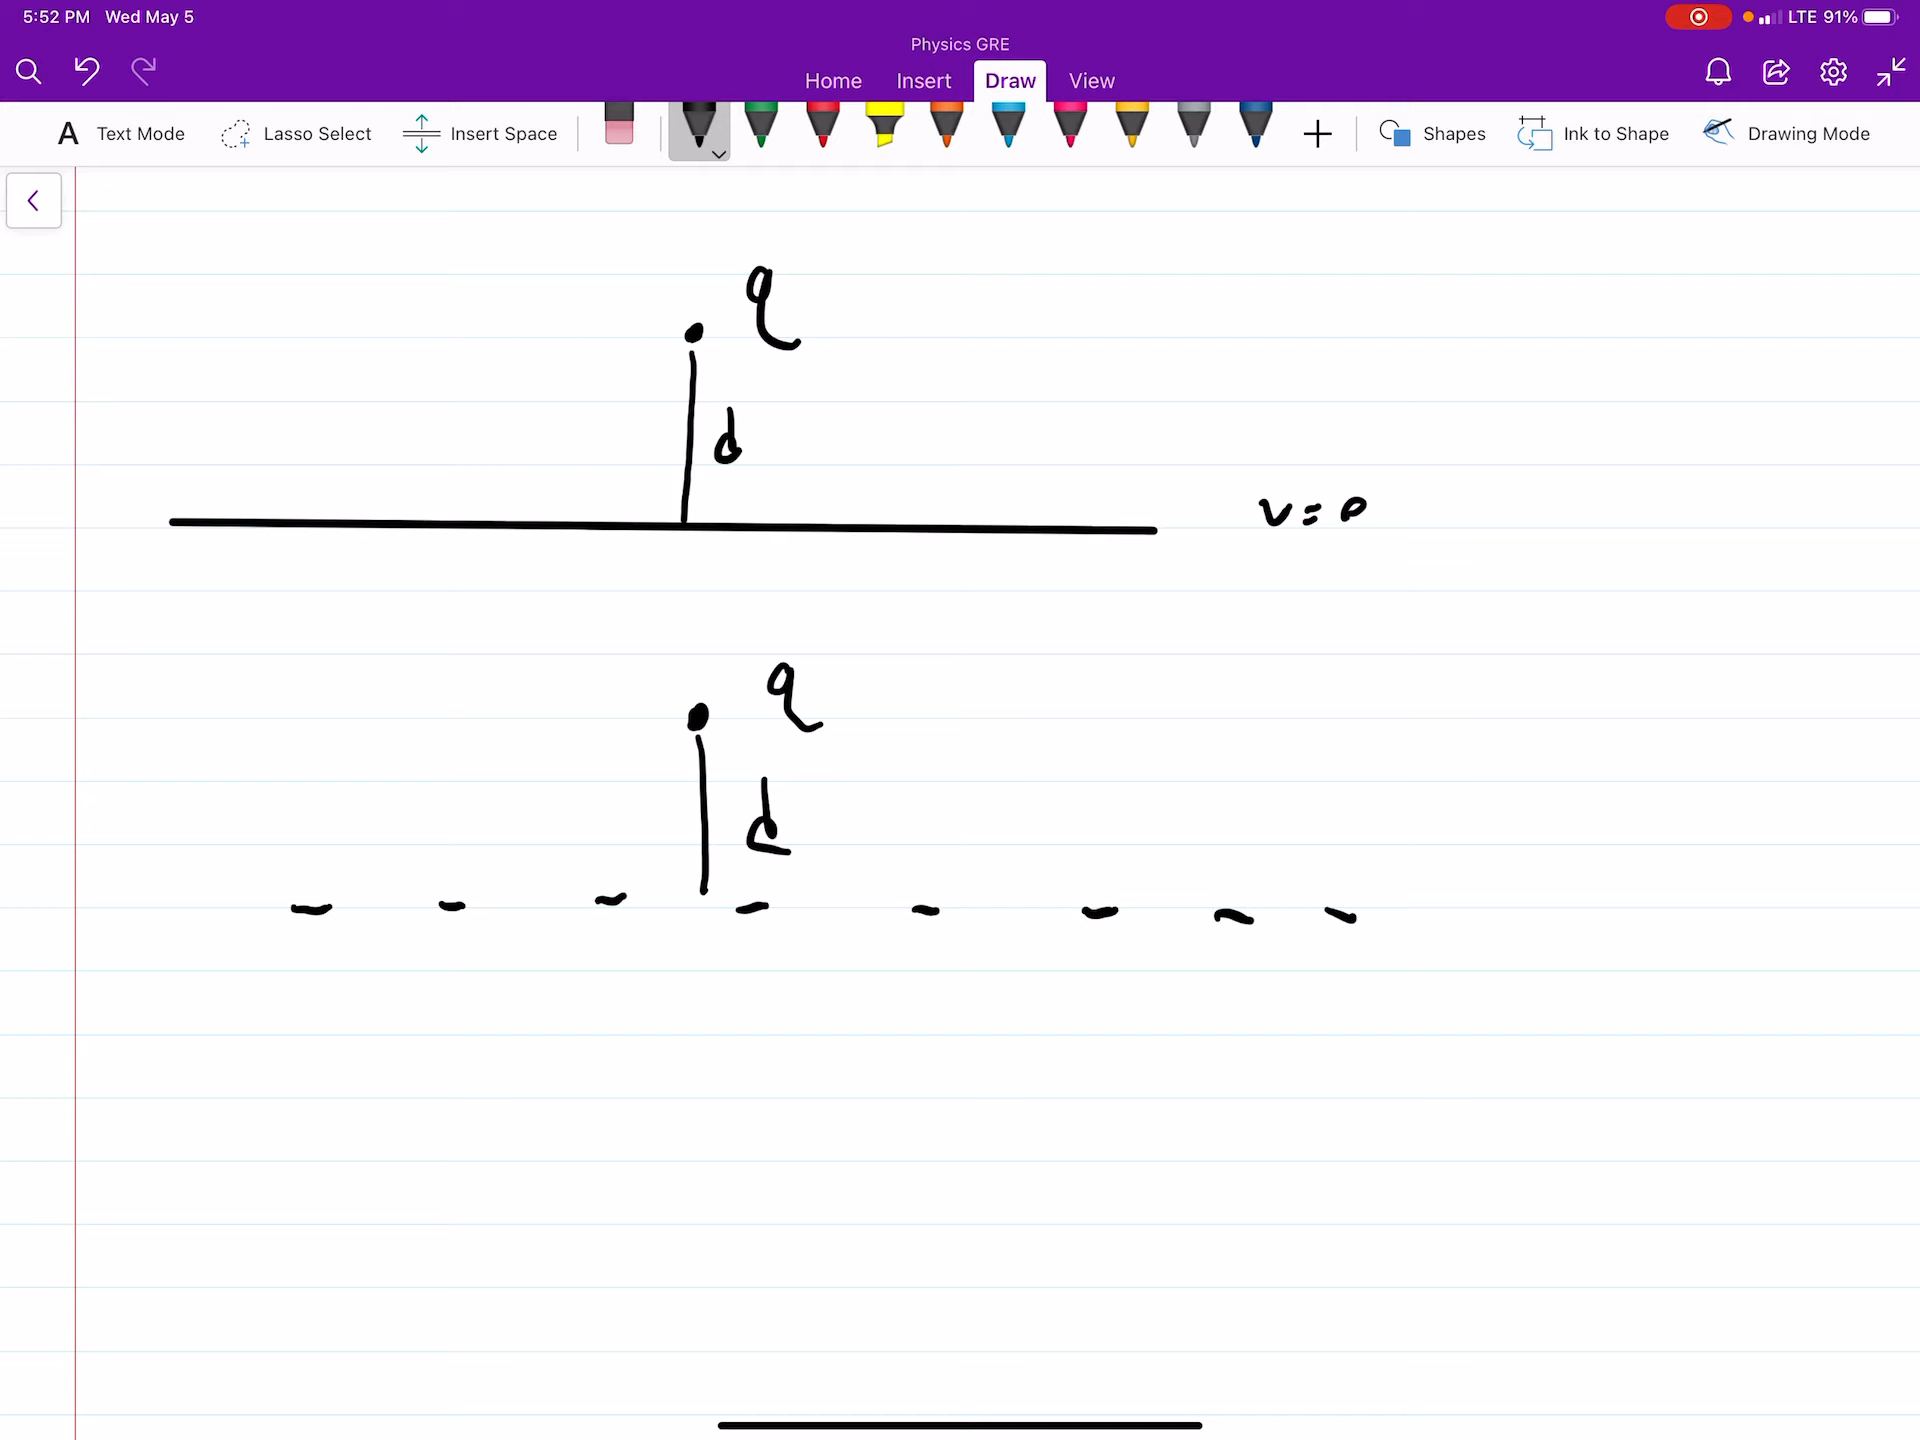 5:52 PM Wed May 5 LTE 91%
Physics GRE
Home Insert Draw View
A Text Mode Lasso Select Insert Space Shapes Ink to Shape Drawing Mode
q
d
v = 0
q
d